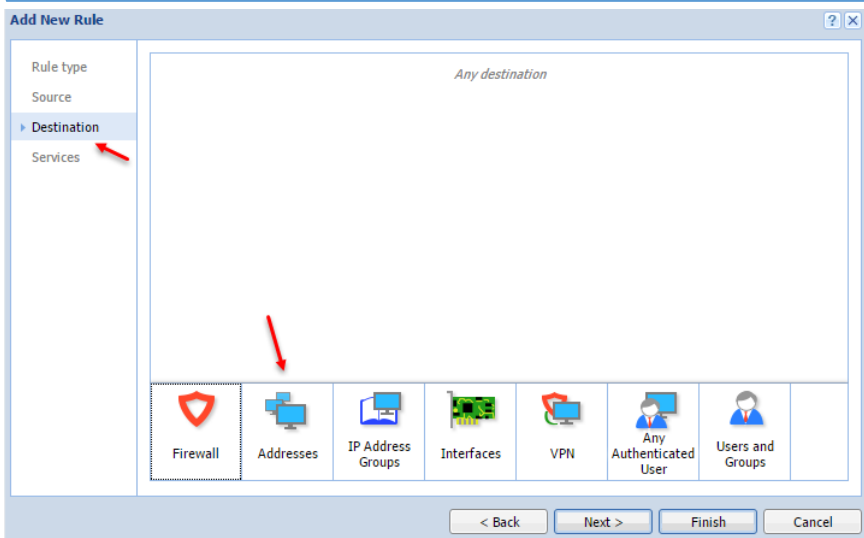 Add New Rule
Rule type
Source
Destination
Services
Any destination
Firewall
Addresses
IP Address
Groups
Interfaces
VPN
Any
Authenticated
User
Users and
Groups
< Back
Next >
Finish
Cancel